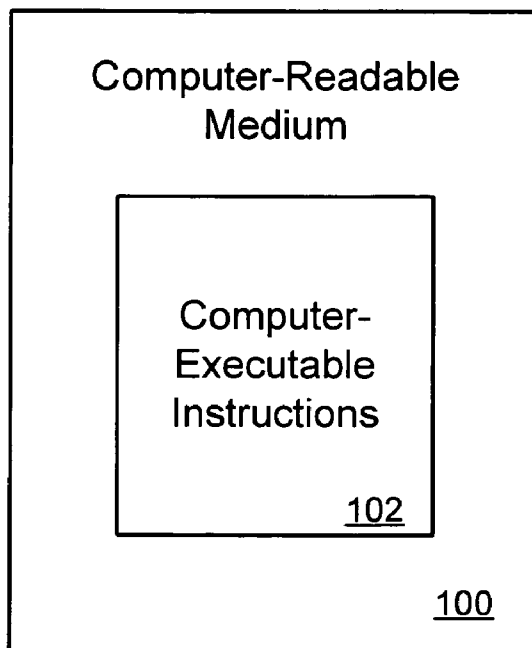 Computer-Readable
Medium
Computer-
Executable
Instructions
102
100